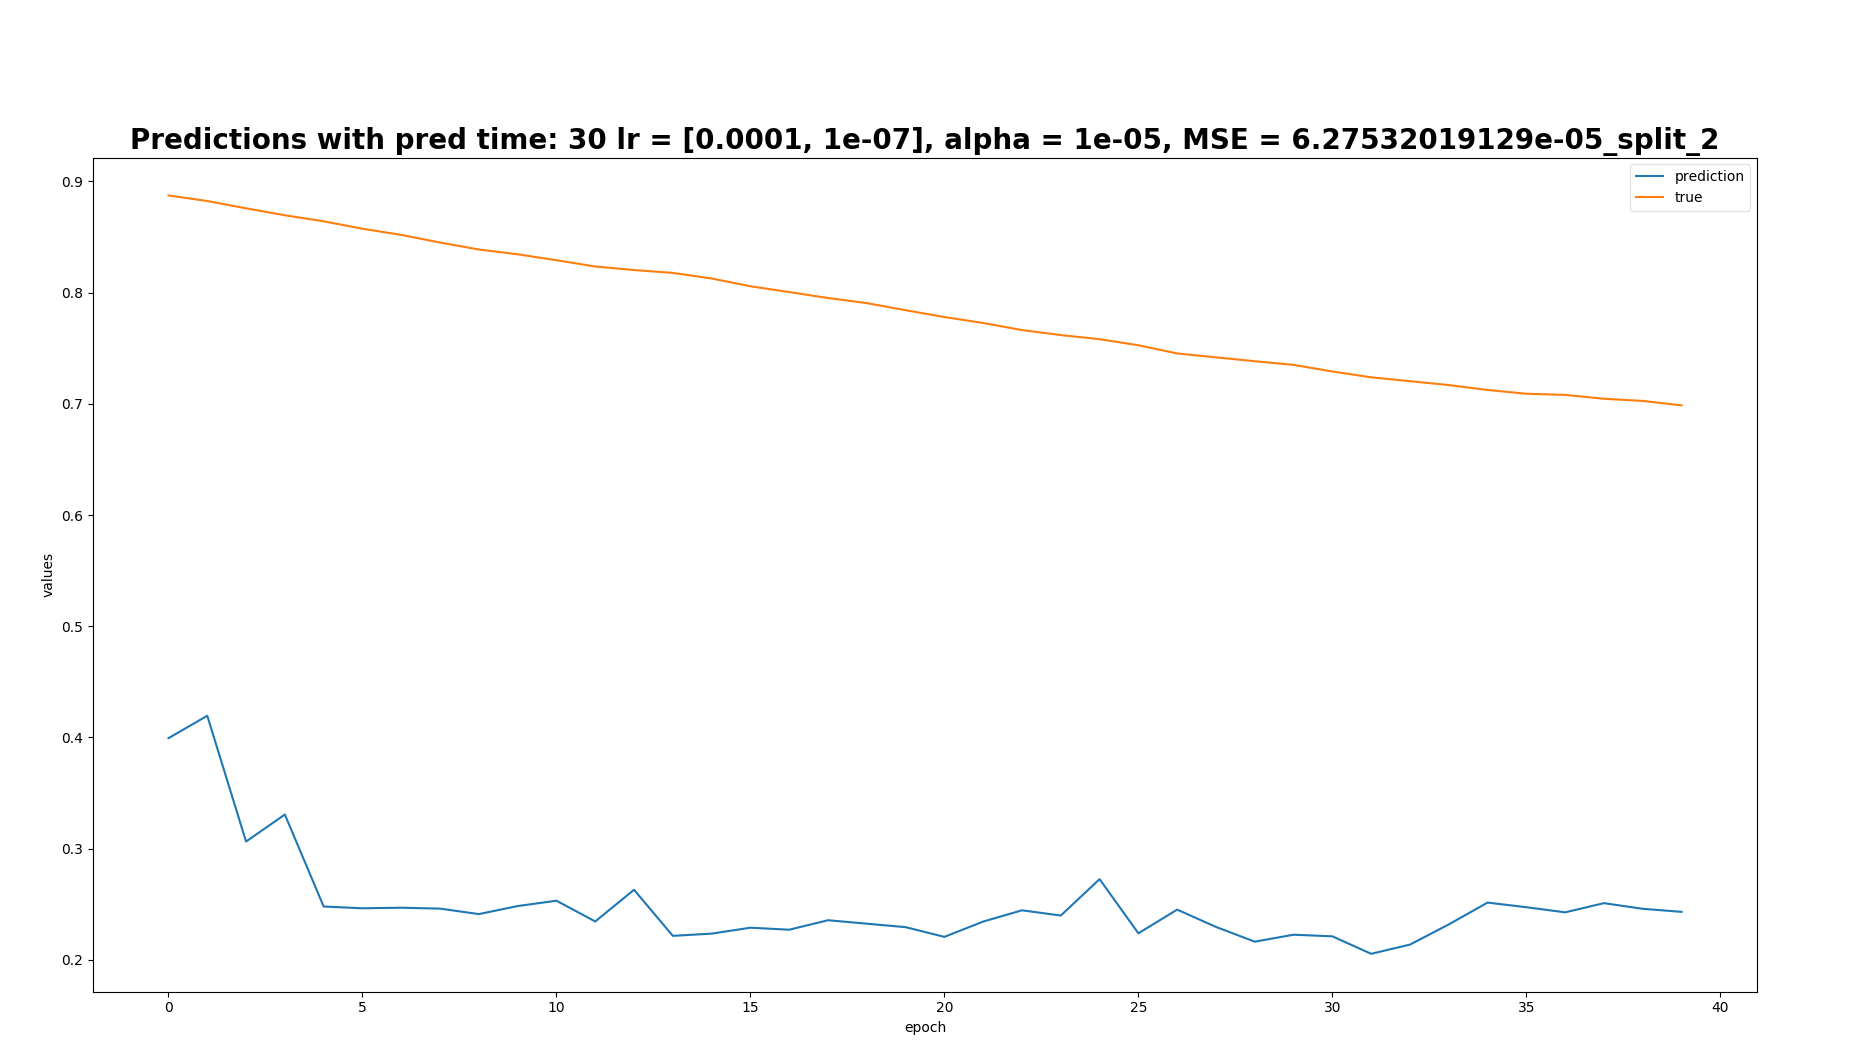 Predictions with pred time: 30 lr = [0.0001, 1e-07], alpha = 1e-05, MSE = 6.27532019129e-05_split_2
prediction
true
0.9
0.8
0.7
0.6
0.5
0.4
0.3
0.2
values
0 5 10 15 20 25 30 35 40
epoch